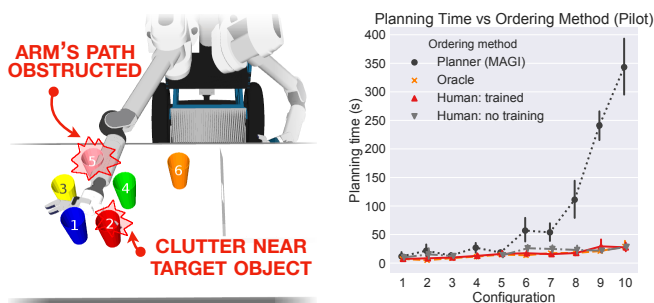 ARM'S PATH
OBSTRUCTED
5
3
4
6
1
2
CLUTTER NEAR
TARGET OBJECT
Planning Time vs Ordering Method (Pilot)
Planning time (s)
400
350
300
250
200
150
100
50
0
Ordering method
Planner (MAGI)
Oracle
Human: trained
Human: no training
1 2 3 4 5 6 7 8 9 10
Configuration